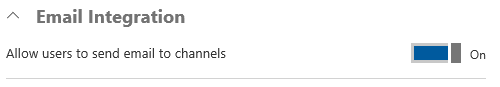 Email Integration
Allow users to send email to channels
On